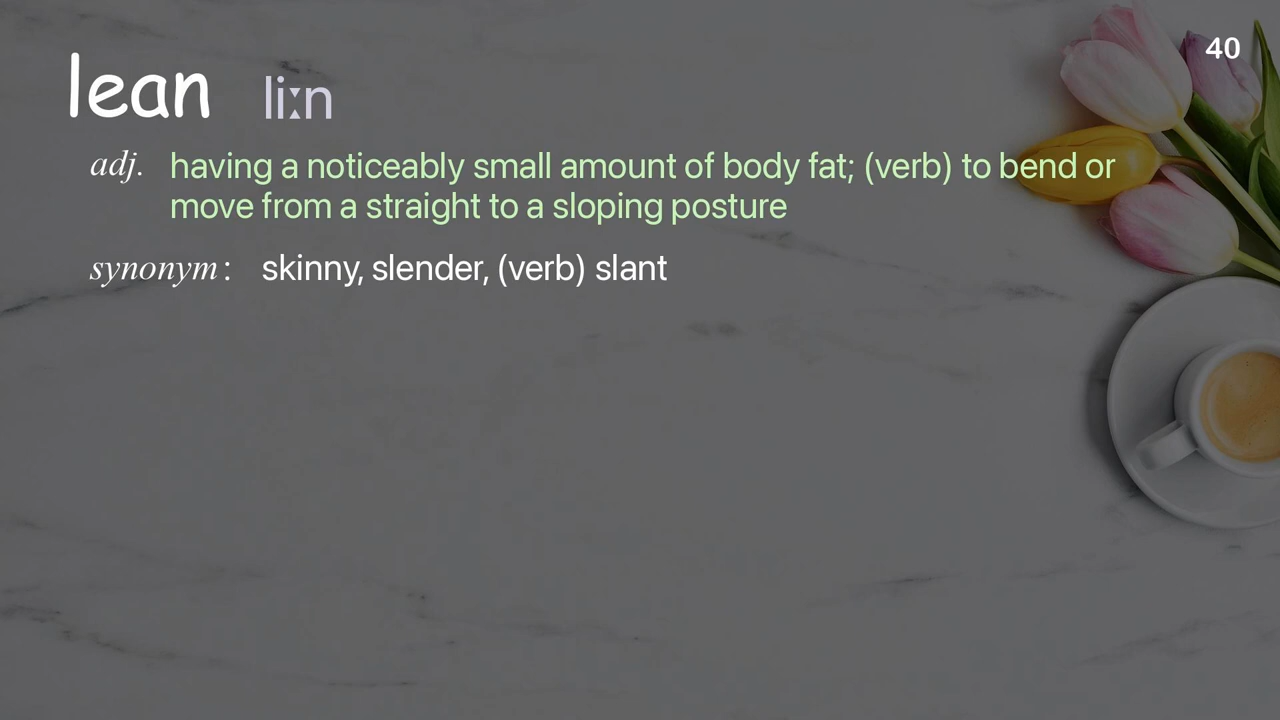 40
lean liːn
adj. having a noticeably small amount of body fat; (verb) to bend or
move from a straight to a sloping posture
synonym: skinny, slender, (verb) slant